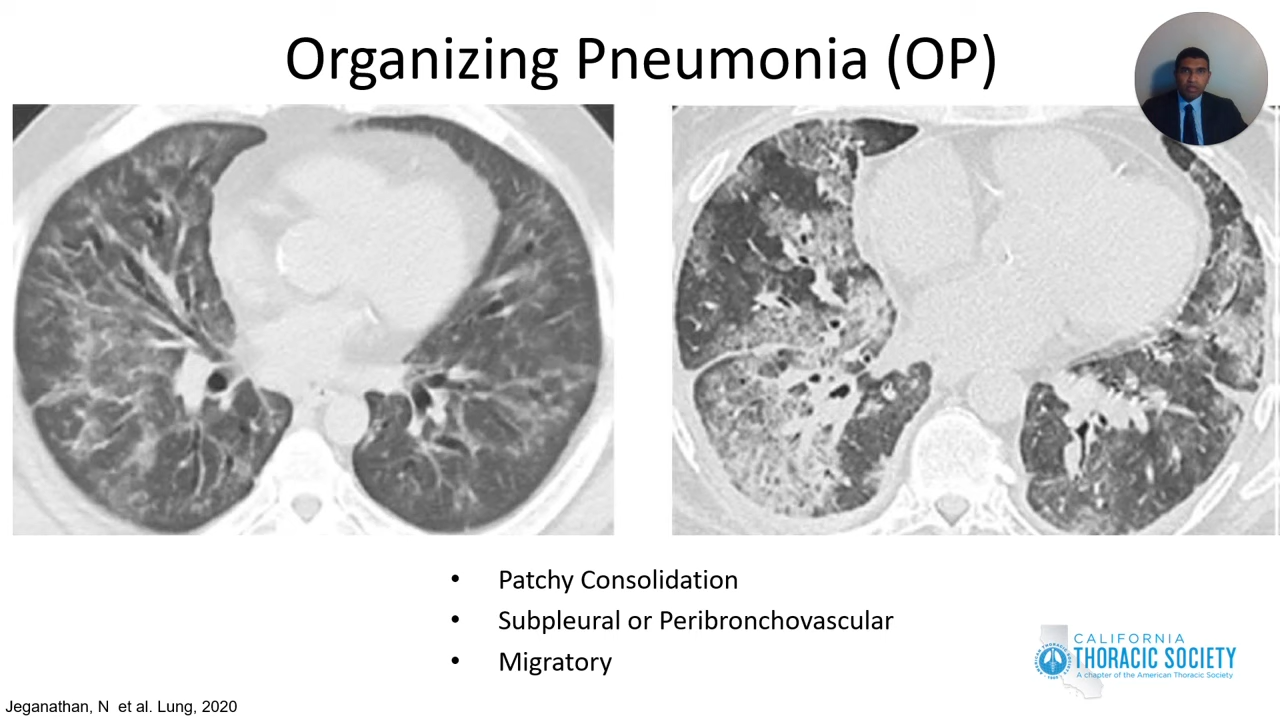 Organizing Pneumonia (OP)
• Patchy Consolidation
• Subpleural or Peribronchovascular
• Migratory
CALIFORNIA
THORACIC SOCIETY
A chapter of the American Thoracic Society
Jeganathan, N et al. Lung, 2020